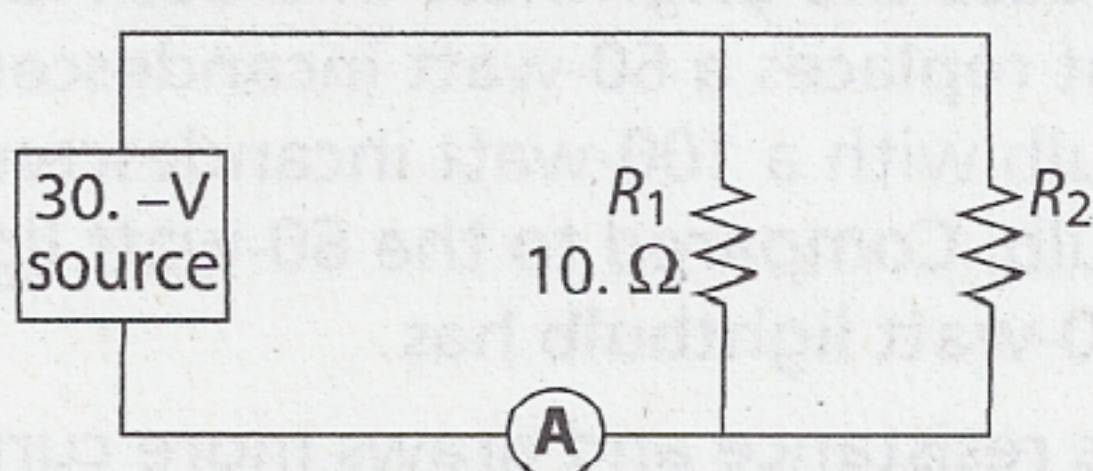 30. –V
source
R1
10. Ω
R2
A